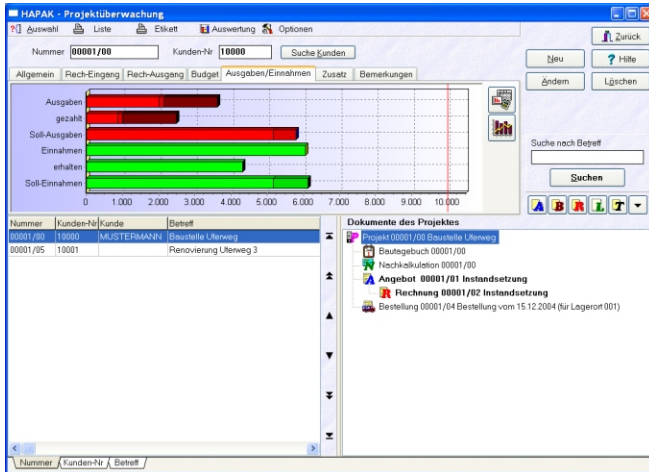 HAPAK - Projektüberwachung
?[] Auswahl Liste Etikett Auswertung Optionen
Nummer 00001/00 Kunden-Nr 10000 Suche Kunden
Zurück
Neu ? Hilfe
Ändern Löschen
Allgemein Rech-Eingang Rech-Ausgang Budget Ausgaben/Einnahmen Zusatz Bemerkungen
Ausgaben
gezahlt
Soll-Ausgaben
Einnahmen
erhalten
Soll-Einnahmen
0 1.000 2.000 3.000 4.000 5.000 6.000 7.000 8.000 9.000 10.000
Suche nach Betreff
Suchen
A B R L T
Nummer Kunden-Nr Kunde Betreff
00001/00 10000 MUSTERMANN Baustelle Uferweg
00001/05 10001 Renovierung Uferweg 3
Dokumente des Projektes
Projekt 00001/00 Baustelle Uferweg
Bautagebuch 00001/00
Nachkalkulation 00001/00
Angebot 00001/01 Instandsetzung
Rechnung 00001/02 Instandsetzung
Bestellung 00001/04 Bestellung vom 15.12.2004 (für Lagerort 001)
Nummer Kunden-Nr Betreff